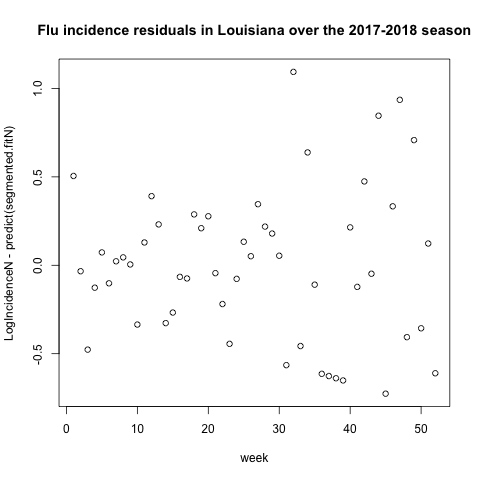 Flu incidence residuals in Louisiana over the 2017-2018 season
LogIncidenceN - predict(segmented.fitN)
1.0
0.5
0.0
-0.5
0 10 20 30 40 50
week